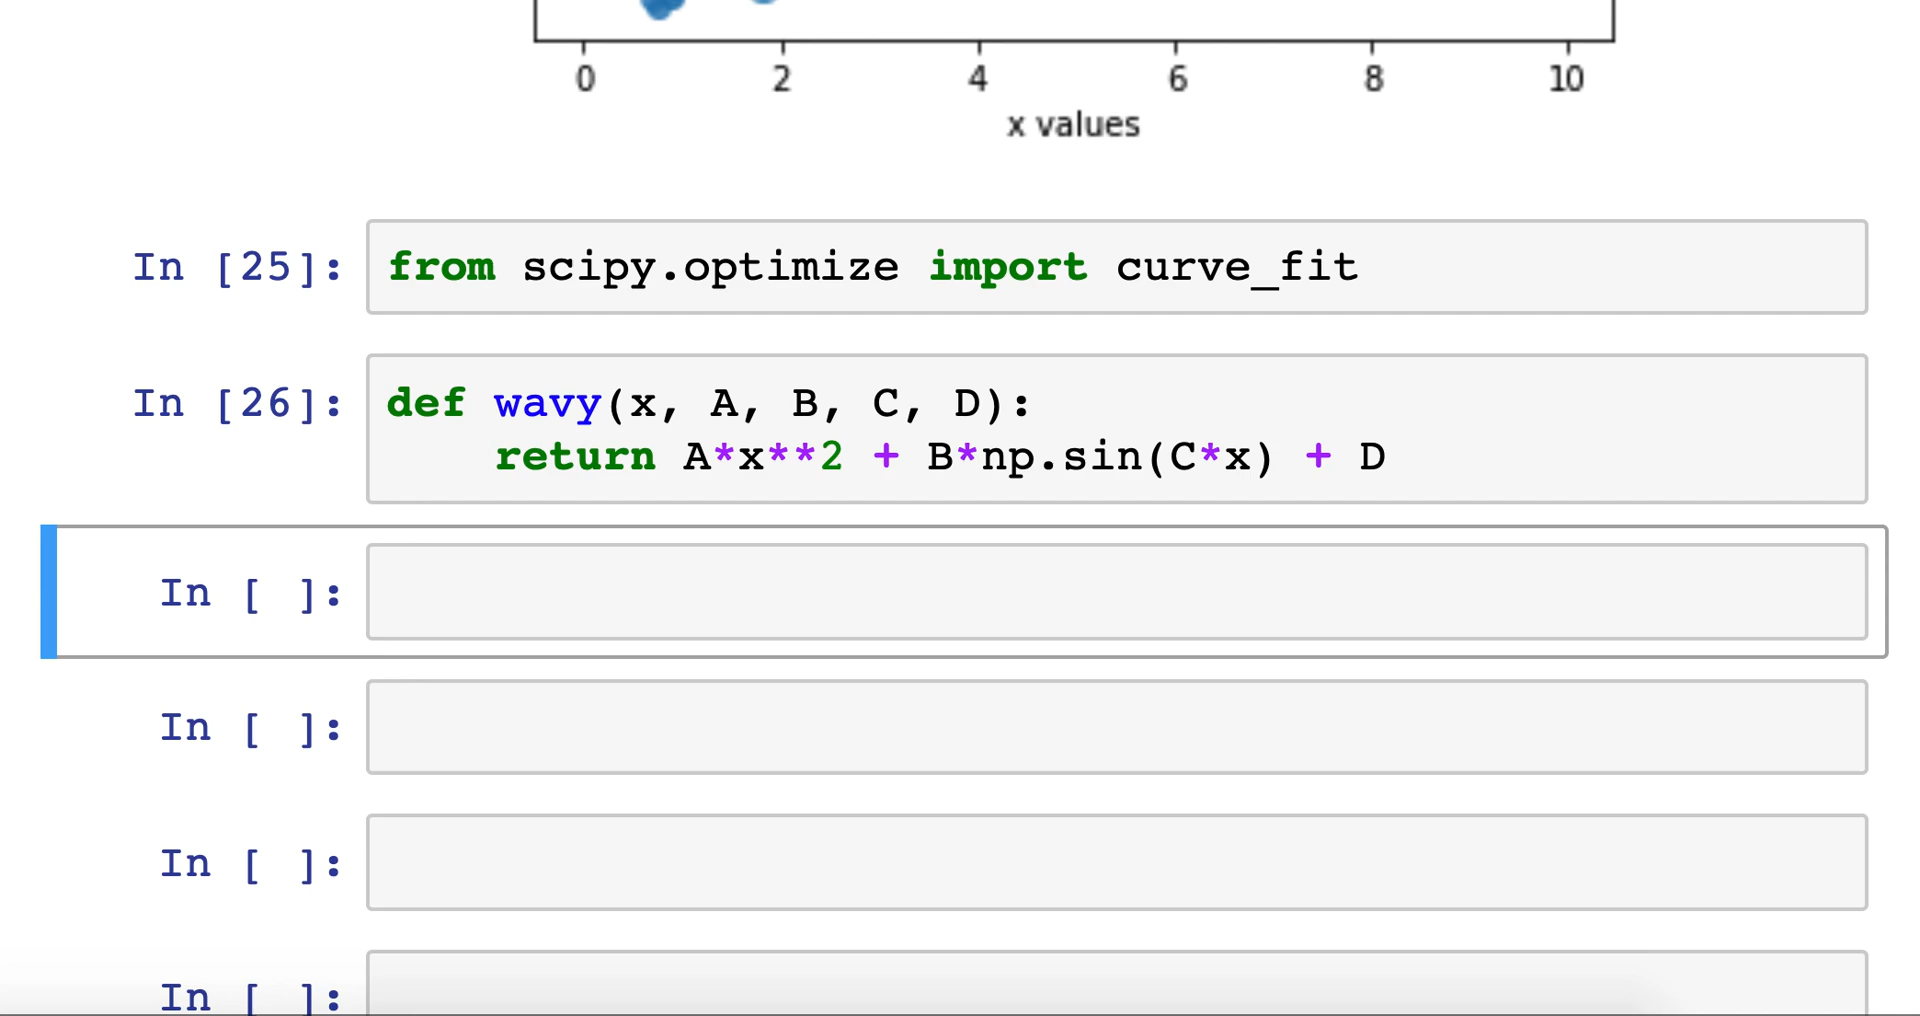 0 2 4 6 8 10
x values
In [25]: from scipy.optimize import curve_fit
In [26]: def wavy(x, A, B, C, D):
    return A*x**2 + B*np.sin(C*x) + D
In [ ]:
In [ ]:
In [ ]:
In [ ]: